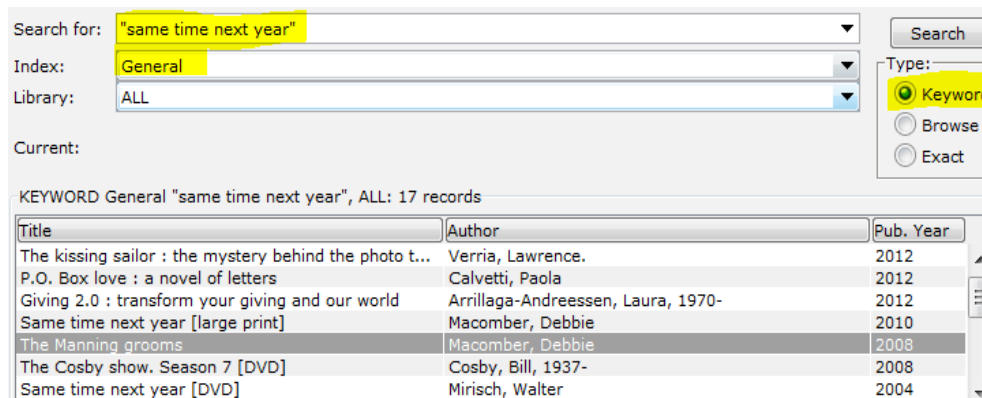 Search for: "same time next year" Search
Index: General Type:
Library: ALL Keyword
Browse
Current: Exact
KEYWORD General "same time next year", ALL: 17 records
Title Author Pub. Year
The kissing sailor : the mystery behind the photo t... Verria, Lawrence. 2012
P.O. Box love : a novel of letters Calvetti, Paola 2012
Giving 2.0 : transform your giving and our world Arrillaga-Andreessen, Laura, 1970- 2012
Same time next year [large print] Macomber, Debbie 2010
The Manning grooms Macomber, Debbie 2008
The Cosby show. Season 7 [DVD] Cosby, Bill, 1937- 2008
Same time next year [DVD] Mirisch, Walter 2004